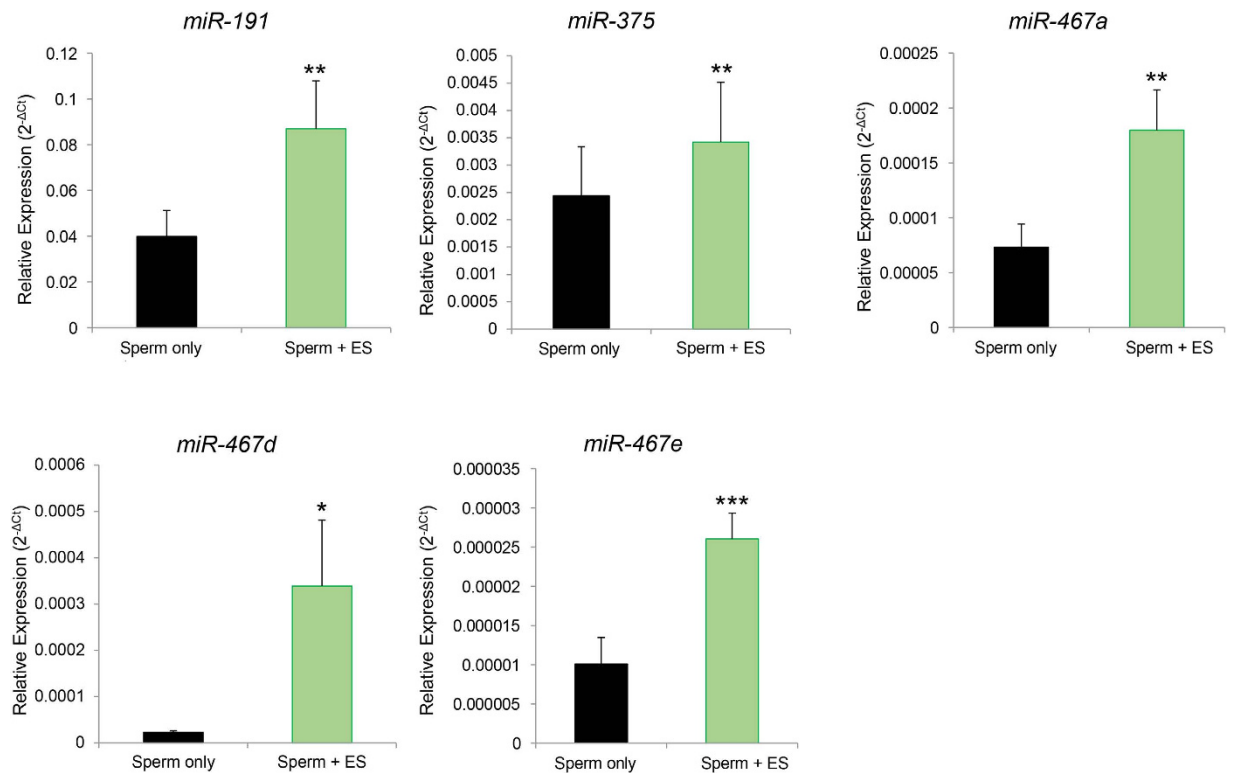 miR-191
Relative Expression (2-ΔCt)
0.12
0.1
0.08
0.06
0.04
0.02
0
**
Sperm only
Sperm + ES
miR-375
Relative Expression (2-ΔCt)
0.005
0.0045
0.004
0.0035
0.003
0.0025
0.002
0.0015
0.001
0.0005
0
**
Sperm only
Sperm + ES
miR-467a
Relative Expression (2-ΔCt)
0.00025
0.0002
0.00015
0.0001
0.00005
0
**
Sperm only
Sperm + ES
miR-467d
Relative Expression (2-ΔCt)
0.0006
0.0005
0.0004
0.0003
0.0002
0.0001
0
*
Sperm only
Sperm + ES
miR-467e
Relative Expression (2-ΔCt)
0.000035
0.00003
0.000025
0.00002
0.000015
0.00001
0.000005
0
***
Sperm only
Sperm + ES